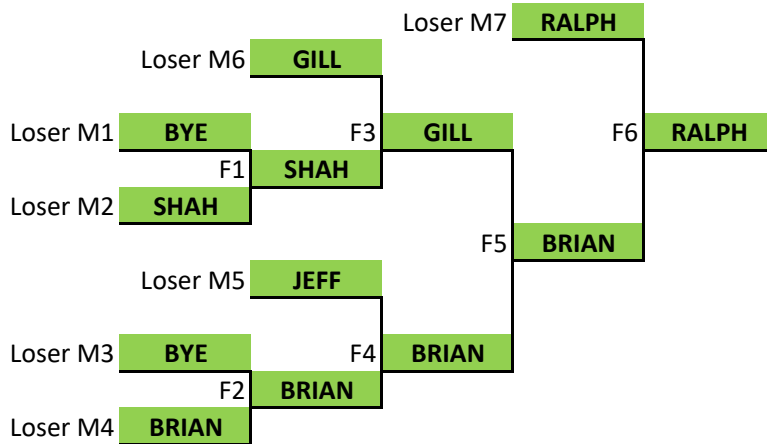 Loser M7 RALPH
Loser M6 GILL
Loser M1 BYE F3 GILL F6 RALPH
F1 SHAH
Loser M2 SHAH
F5 BRIAN
Loser M5 JEFF
Loser M3 BYE F4 BRIAN
F2 BRIAN
Loser M4 BRIAN